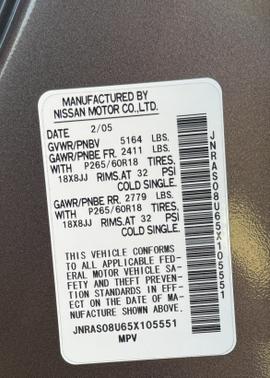 MANUFACTURED BY
NISSAN MOTOR CO.,LTD.
DATE 2/05
GVWR/PNBV 5164 LBS.
GAWR/PNBE FR. 2411 LBS.
WITH P265/60R18 TIRES,
18X8JJ RIMS,AT 32 PSI
COLD SINGLE.
GAWR/PNBE RR. 2779 LBS.
WITH P265/60R18 TIRES,
18X8JJ RIMS,AT 32 PSI
COLD SINGLE.
THIS VEHICLE CONFORMS
TO ALL APPLICABLE FED-
ERAL MOTOR VEHICLE SA-
FETY AND THEFT PREVEN-
TION STANDARDS IN EFF-
ECT ON THE DATE OF MA-
NUFACTURE SHOWN ABOVE.
JNRAS08U65X105551
MPV
JNRAS08U65X105551